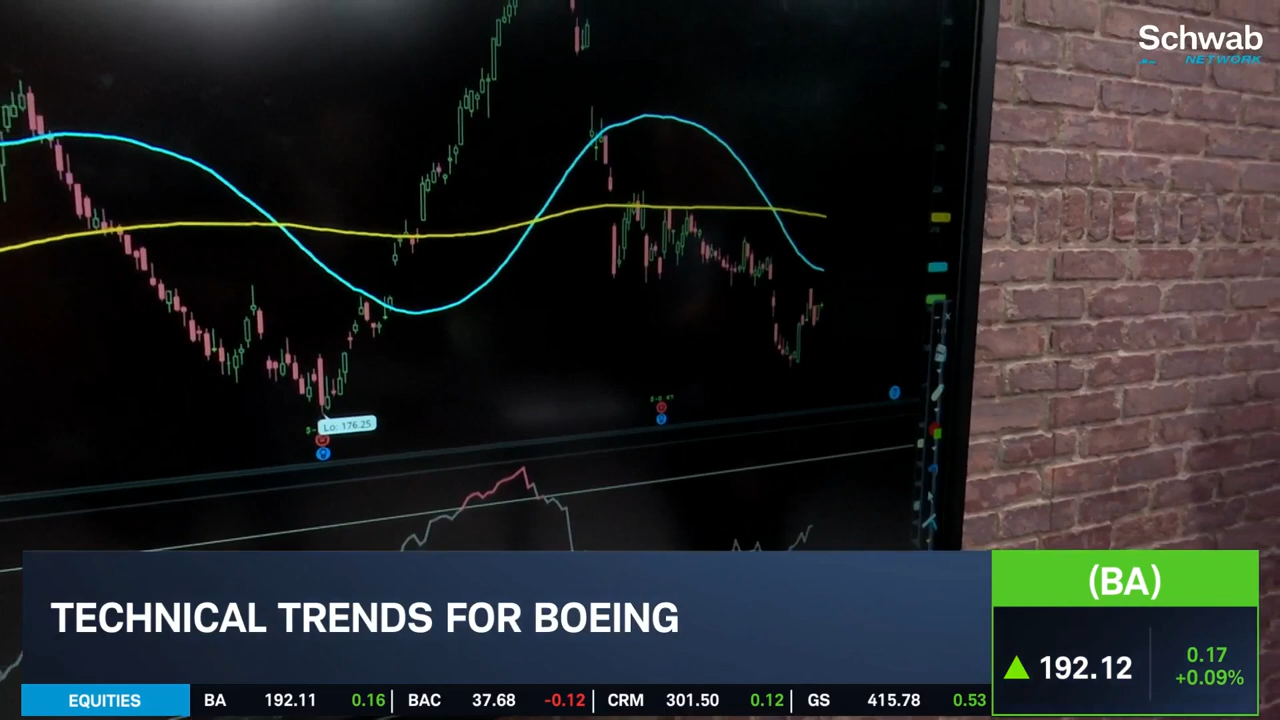 Schwab
NETWORK
Lo: 176.25
(BA)
TECHNICAL TRENDS FOR BOEING
192.12
0.17
+0.09%
EQUITIES
BA 192.11 0.16
BAC 37.68 -0.12
CRM 301.50 0.12
GS 415.78 0.53